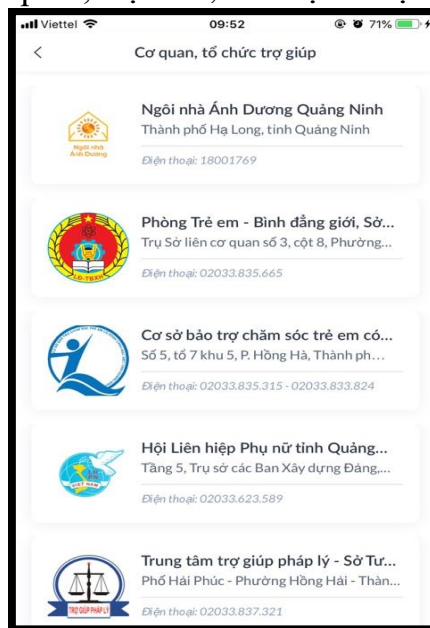 Viettel 09:52 71%
Cơ quan, tổ chức trợ giúp
Ngôi nhà Ánh Dương Quảng Ninh
Thành phố Hạ Long, tỉnh Quảng Ninh
Ngôi nhà
Ánh Dương
Điện thoại: 18001769
Phòng Trẻ em - Bình đẳng giới, Sở...
Trụ Sở liên cơ quan số 3, cột 8, Phường...
LĐ-TBXH
Điện thoại: 02033.835.665
Cơ sở bảo trợ chăm sóc trẻ em có...
Số 5, tổ 7 khu 5, P. Hồng Hà, Thành ph...
Điện thoại: 02033.835.315 - 02033.833.824
Hội Liên hiệp Phụ nữ tỉnh Quảng...
Tầng 5, Trụ sở các Ban Xây dựng Đảng,...
VIỆT NAM
Điện thoại: 02033.623.589
Trung tâm trợ giúp pháp lý - Sở Tư...
Phố Hải Phúc - Phường Hồng Hải - Thàn...
TRỢ GIÚP PHÁP LÝ
Điện thoại: 02033.837.321